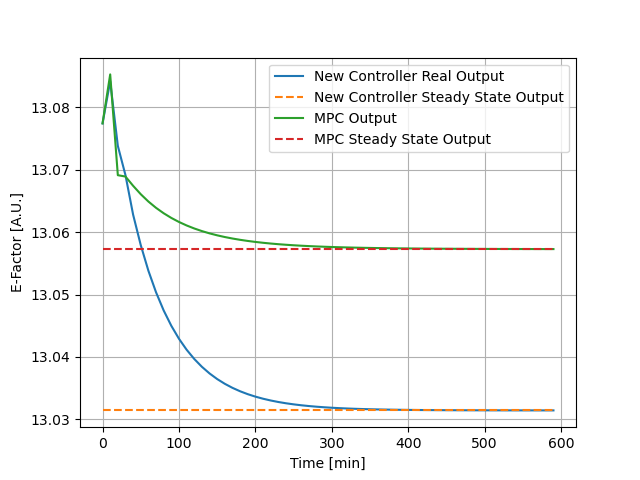 New Controller Real Output
New Controller Steady State Output
MPC Output
MPC Steady State Output
E-Factor [A.U.]
13.08
13.07
13.06
13.05
13.04
13.03
0 100 200 300 400 500 600
Time [min]